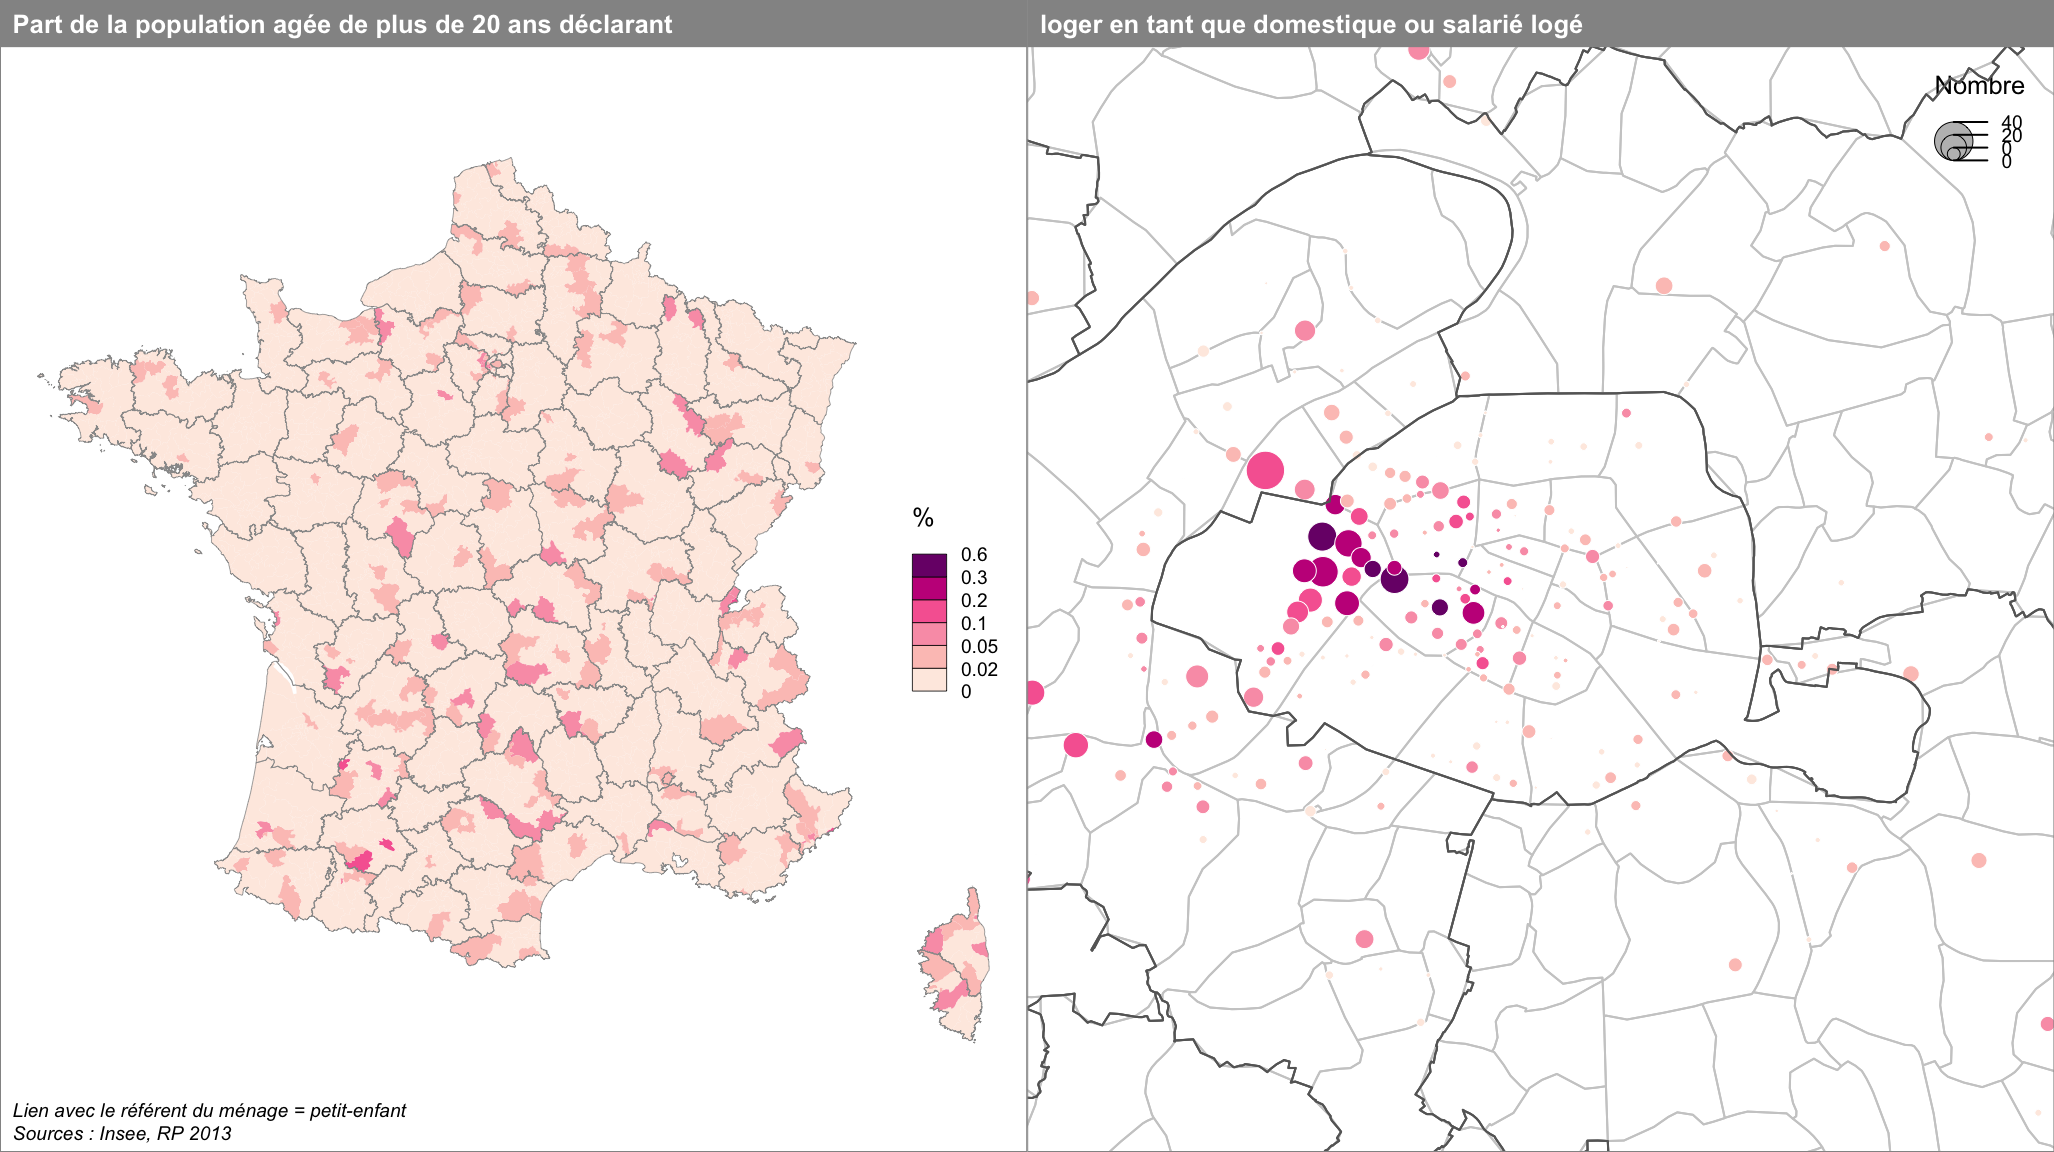 Part de la population agée de plus de 20 ans déclarant
loger en tant que domestique ou salarié logé
Nombre
40
20
0
0
%
0.6
0.3
0.2
0.1
0.05
0.02
0
Lien avec le référent du ménage = petit-enfant
Sources : Insee, RP 2013